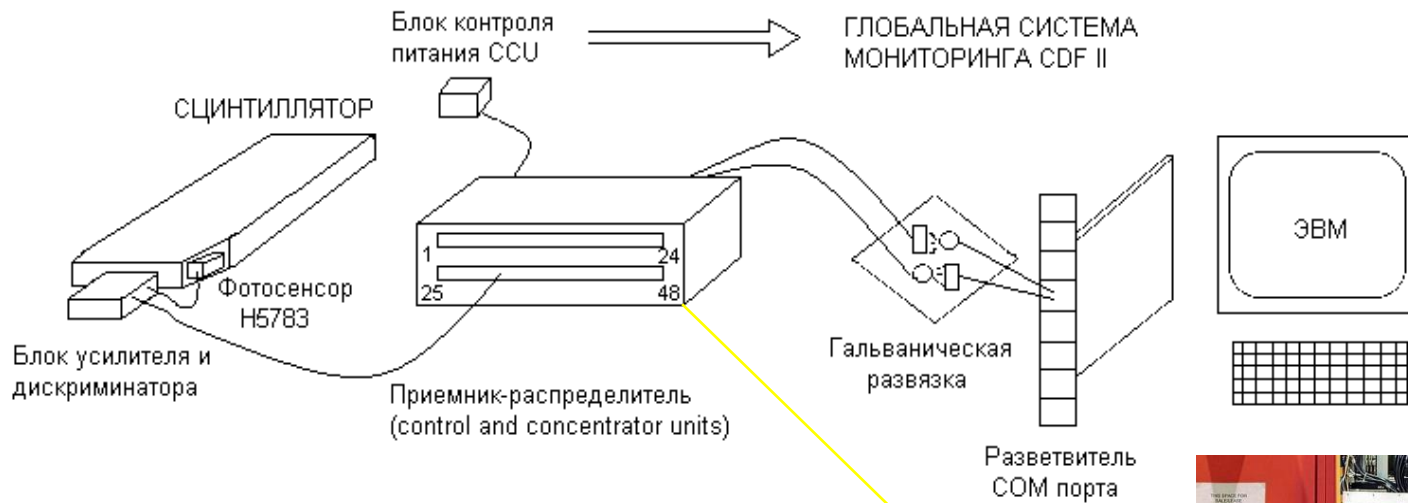 Блок контроля
питания CCU
ГЛОБАЛЬНАЯ СИСТЕМА
МОНИТОРИНГА CDF II
СЦИНТИЛЛЯТОР
1
24
25
48
ЭВМ
Фотосенсор
H5783
Блок усилителя и
дискриминатора
Приемник-распределитель
(control and concentrator units)
Гальваническая
развязка
Разветвитель
COM порта